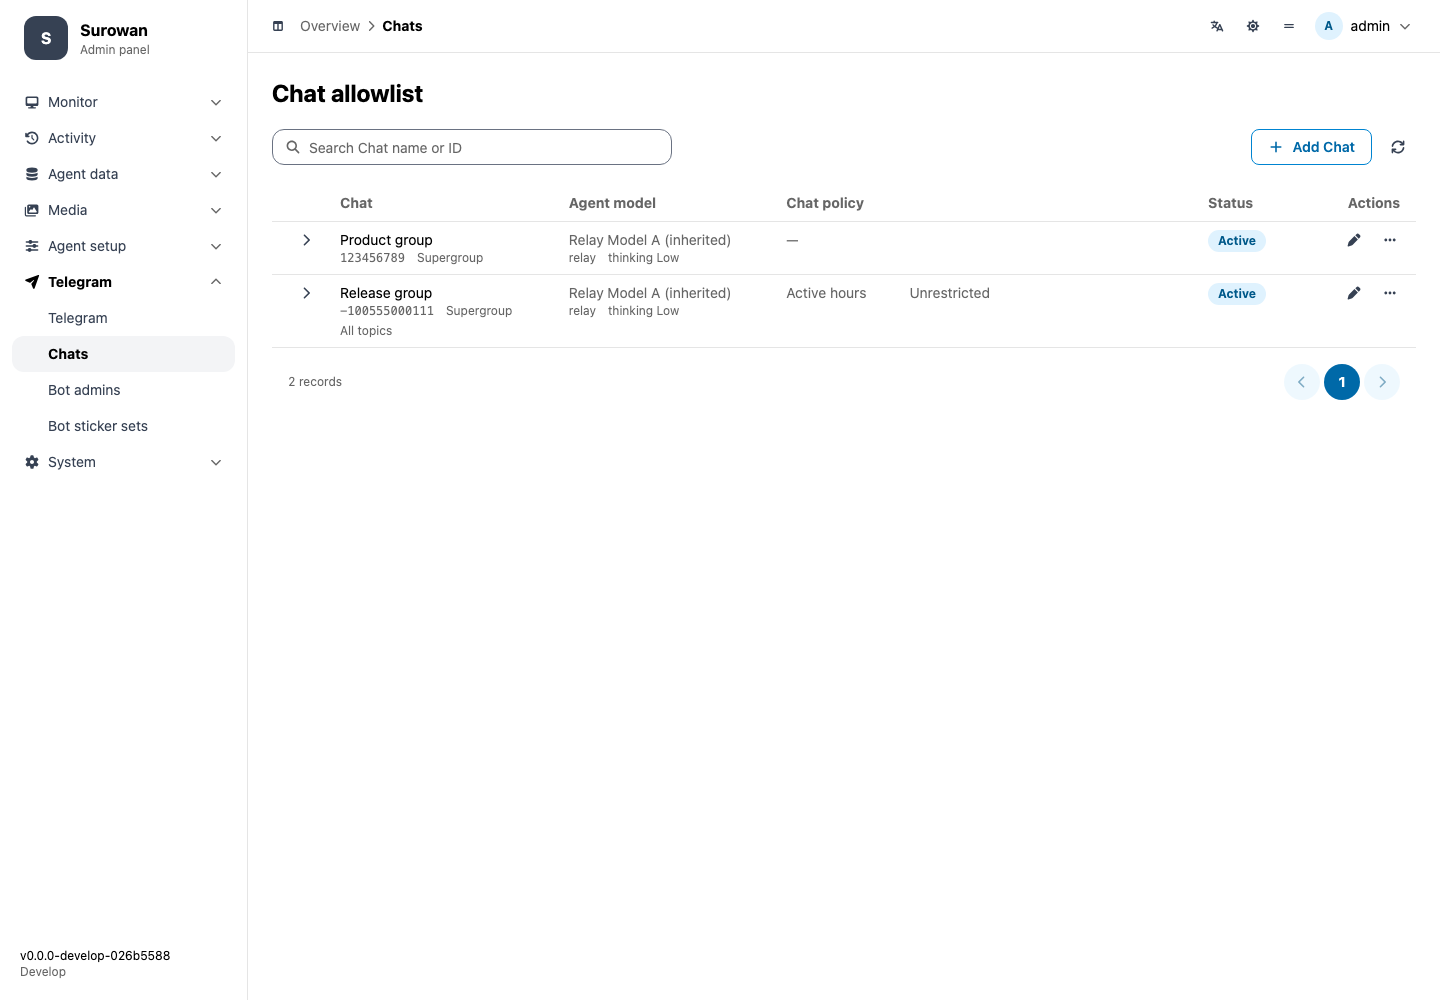 S
Surowan
Admin panel
Monitor
Activity
Agent data
Media
Agent setup
Telegram
Telegram
Chats
Bot admins
Bot sticker sets
System
v0.0.0-develop-026b5588
Develop
Overview Chats
A admin
Chat allowlist
Search Chat name or ID
Add Chat
Chat Agent model Chat policy Status Actions
Product group Relay Model A (inherited) — Active
123456789 Supergroup relay thinking Low
Release group Relay Model A (inherited) Active hours Unrestricted Active
−100555000111 Supergroup relay thinking Low
All topics
2 records
1